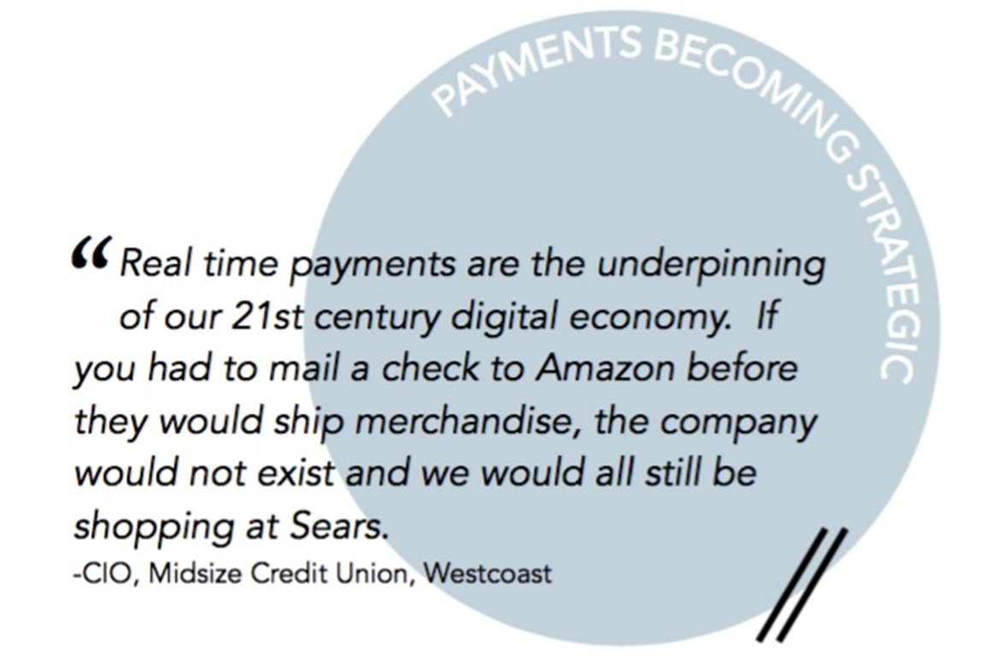 PAYMENTS BECOMING STRATEGIC
“ Real time payments are the underpinning
of our 21st century digital economy.  If
you had to mail a check to Amazon before
they would ship merchandise, the company
would not exist and we would all still be
shopping at Sears.
-CIO, Midsize Credit Union, Westcoast